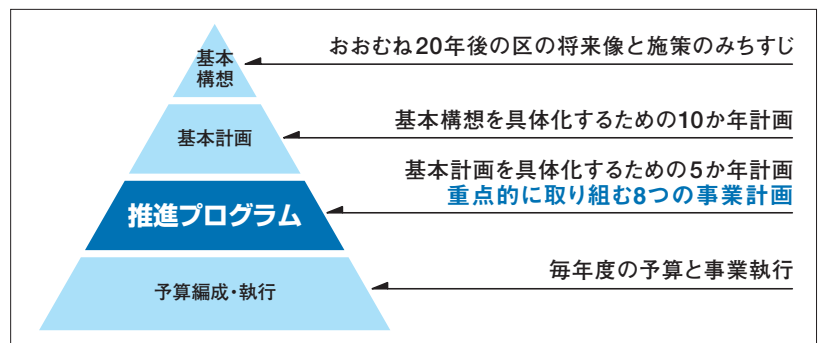 基本
構想
おおむね20年後の区の将来像と施策のみちすじ
基本計画
基本構想を具体化するための10か年計画
推進プログラム
基本計画を具体化するための5か年計画
重点的に取り組む8つの事業計画
予算編成・執行
毎年度の予算と事業執行